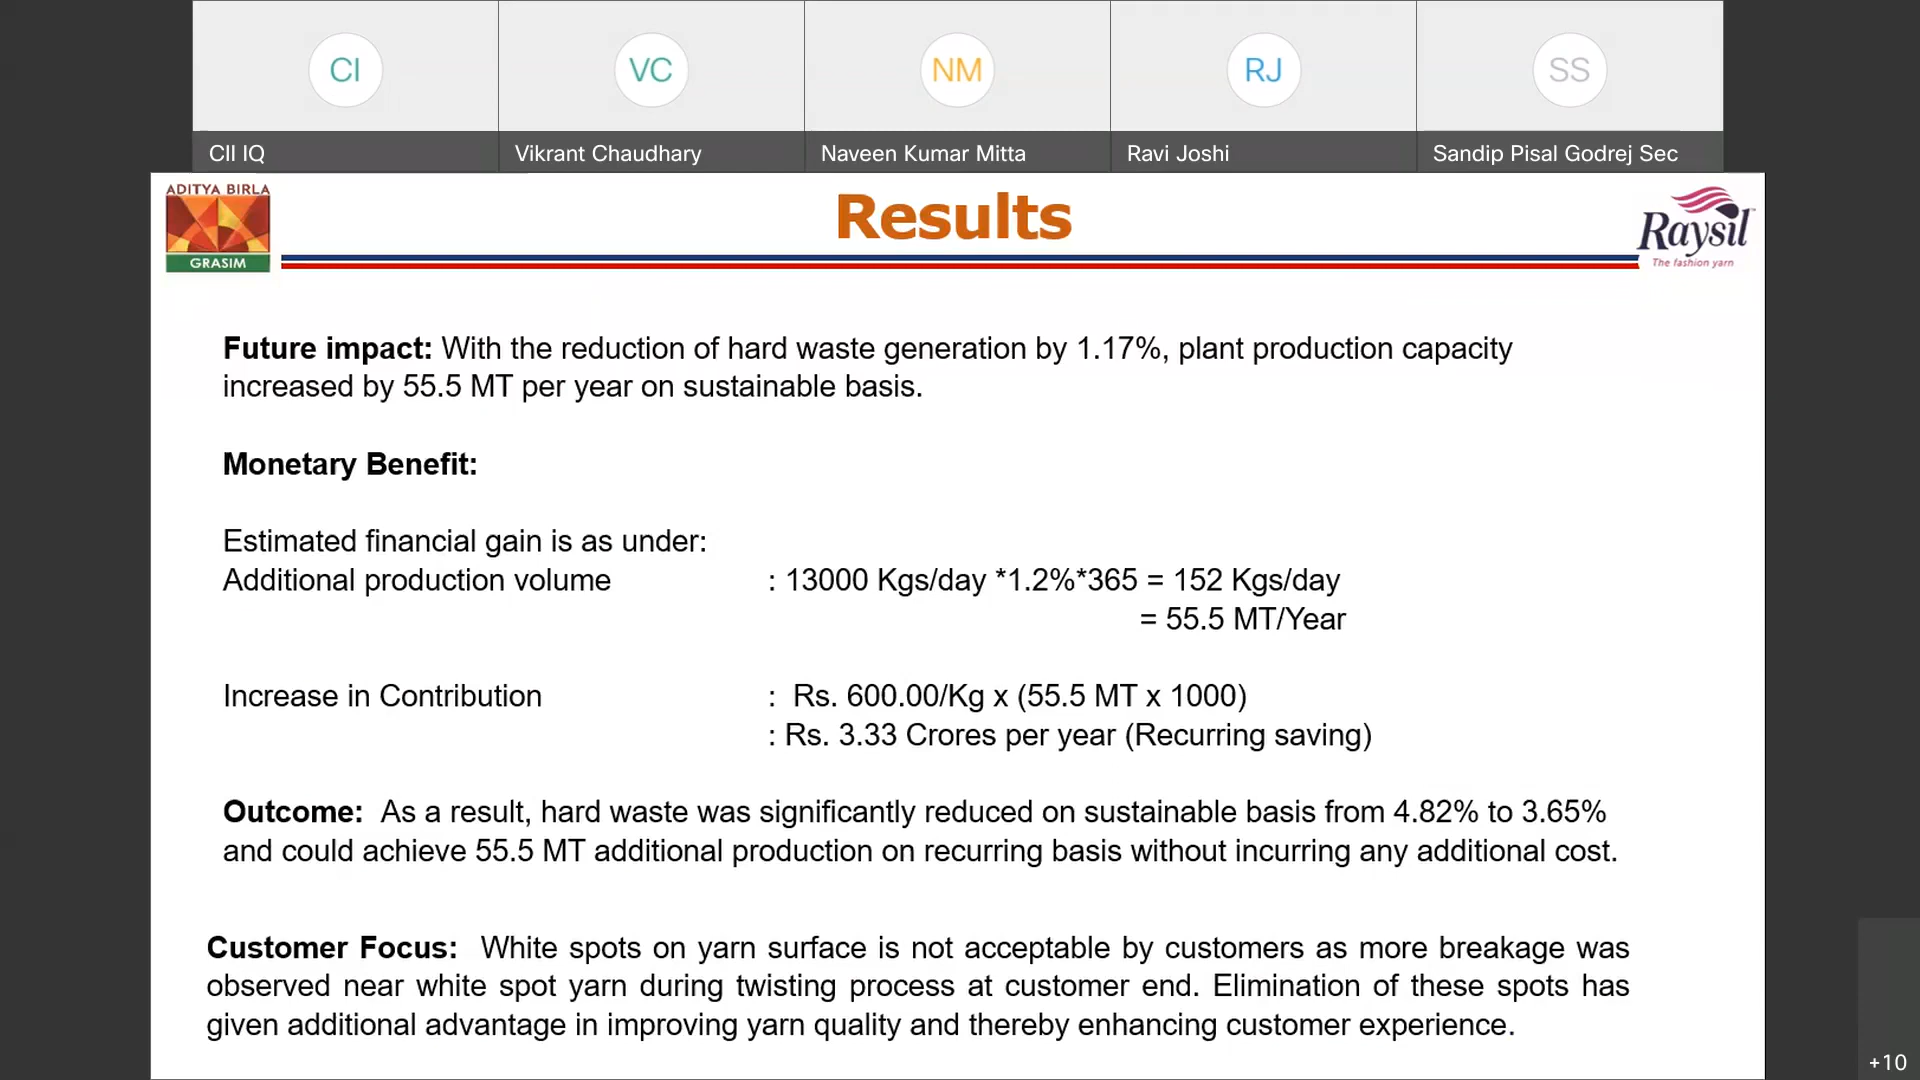 CI
VC
NM
RJ
SS
CII IQ
Vikrant Chaudhary
Naveen Kumar Mitta
Ravi Joshi
Sandip Pisal Godrej Sec
ADITYA BIRLA
GRASIM
Results
Raysil
The fashion yarn
Future impact: With the reduction of hard waste generation by 1.17%, plant production capacity
increased by 55.5 MT per year on sustainable basis.
Monetary Benefit:
Estimated financial gain is as under:
Additional production volume : 13000 Kgs/day *1.2%*365 = 152 Kgs/day
= 55.5 MT/Year
Increase in Contribution : Rs. 600.00/Kg x (55.5 MT x 1000)
: Rs. 3.33 Crores per year (Recurring saving)
Outcome: As a result, hard waste was significantly reduced on sustainable basis from 4.82% to 3.65%
and could achieve 55.5 MT additional production on recurring basis without incurring any additional cost.
Customer Focus: White spots on yarn surface is not acceptable by customers as more breakage was
observed near white spot yarn during twisting process at customer end. Elimination of these spots has
given additional advantage in improving yarn quality and thereby enhancing customer experience.
+10